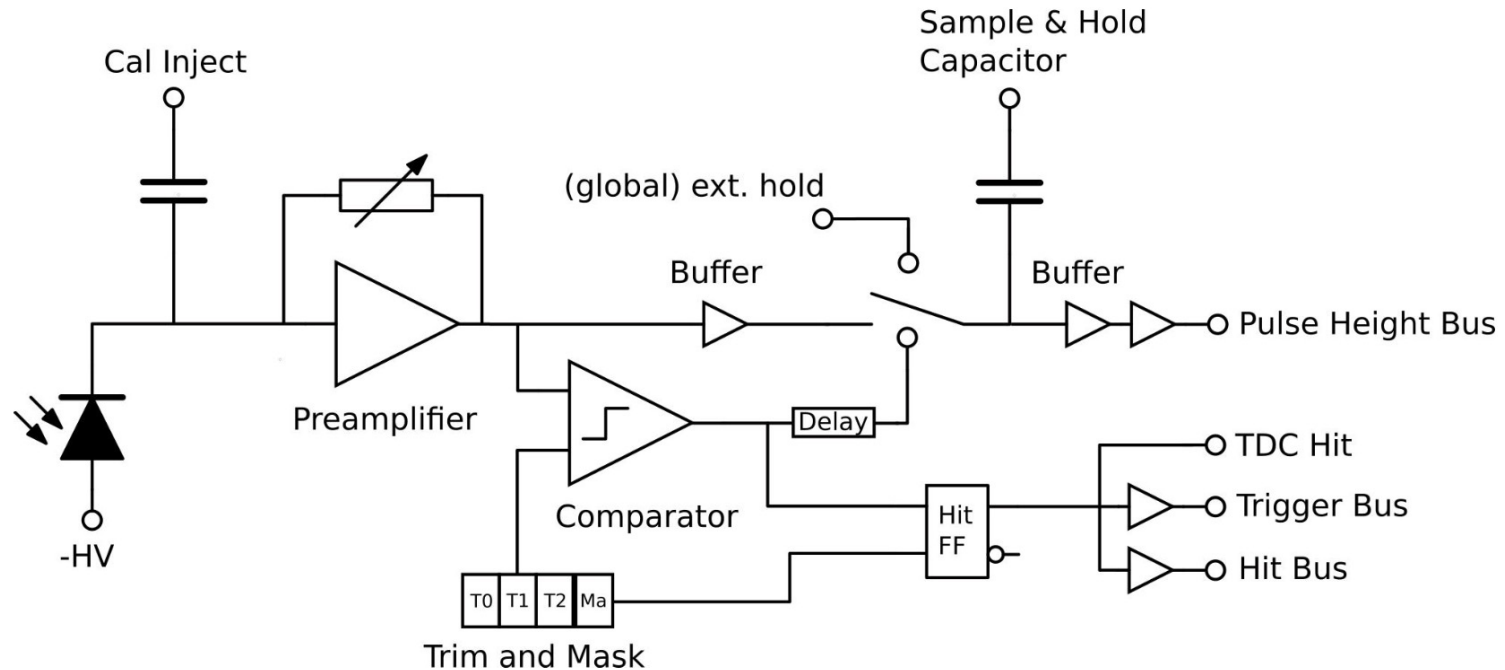 Sample & Hold
Capacitor
Cal Inject
(global) ext. hold
Buffer
Buffer
Pulse Height Bus
Preamplifier
Delay
TDC Hit
Comparator
Hit
FF
Trigger Bus
-HV
Hit Bus
T0 T1 T2 Ma
Trim and Mask